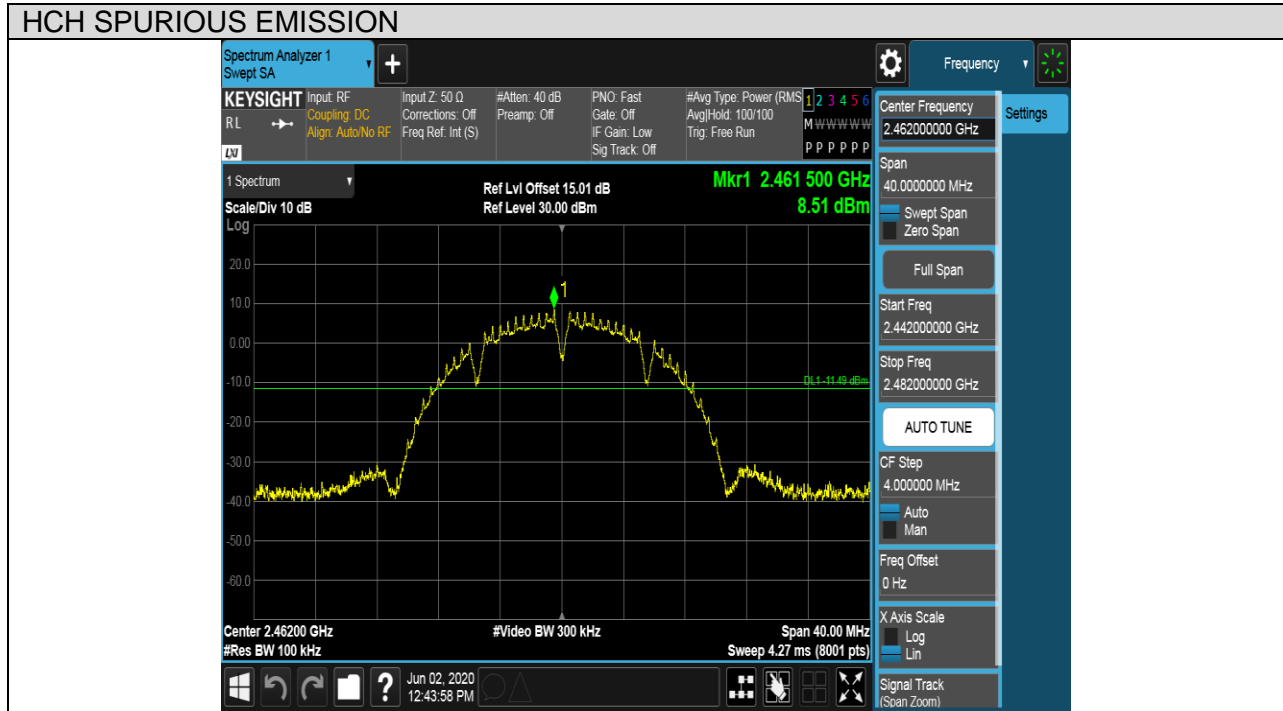 HCH SPURIOUS EMISSION
Spectrum Analyzer 1
Swept SA
Frequency
Settings
KEYSIGHT
RL
LXI
Input: RF
Coupling: DC
Align: Auto/No RF
Input Z: 50 Ω
Corrections: Off
Freq Ref: Int (S)
#Atten: 40 dB
Preamp: Off
PNO: Fast
Gate: Off
IF Gain: Low
Sig Track: Off
#Avg Type: Power (RMS
Avg|Hold: 100/100
Trig: Free Run
1 2 3 4 5 6
M W W W W W
P P P P P P
1 Spectrum
Scale/Div 10 dB
Ref Lvl Offset 15.01 dB
Ref Level 30.00 dBm
Mkr1 2.461 500 GHz
8.51 dBm
Log
20.0
10.0
0.00
-10.0
-20.0
-30.0
-40.0
-50.0
-60.0
1
DL1 -11.49 dBm
Center 2.46200 GHz
#Res BW 100 kHz
#Video BW 300 kHz
Span 40.00 MHz
Sweep 4.27 ms (8001 pts)
Center Frequency
2.462000000 GHz
Span
40.0000000 MHz
Swept Span
Zero Span
Full Span
Start Freq
2.442000000 GHz
Stop Freq
2.482000000 GHz
AUTO TUNE
CF Step
4.000000 MHz
Auto
Man
Freq Offset
0 Hz
X Axis Scale
Log
Lin
Signal Track
(Span Zoom)
?
Jun 02, 2020
12:43:58 PM